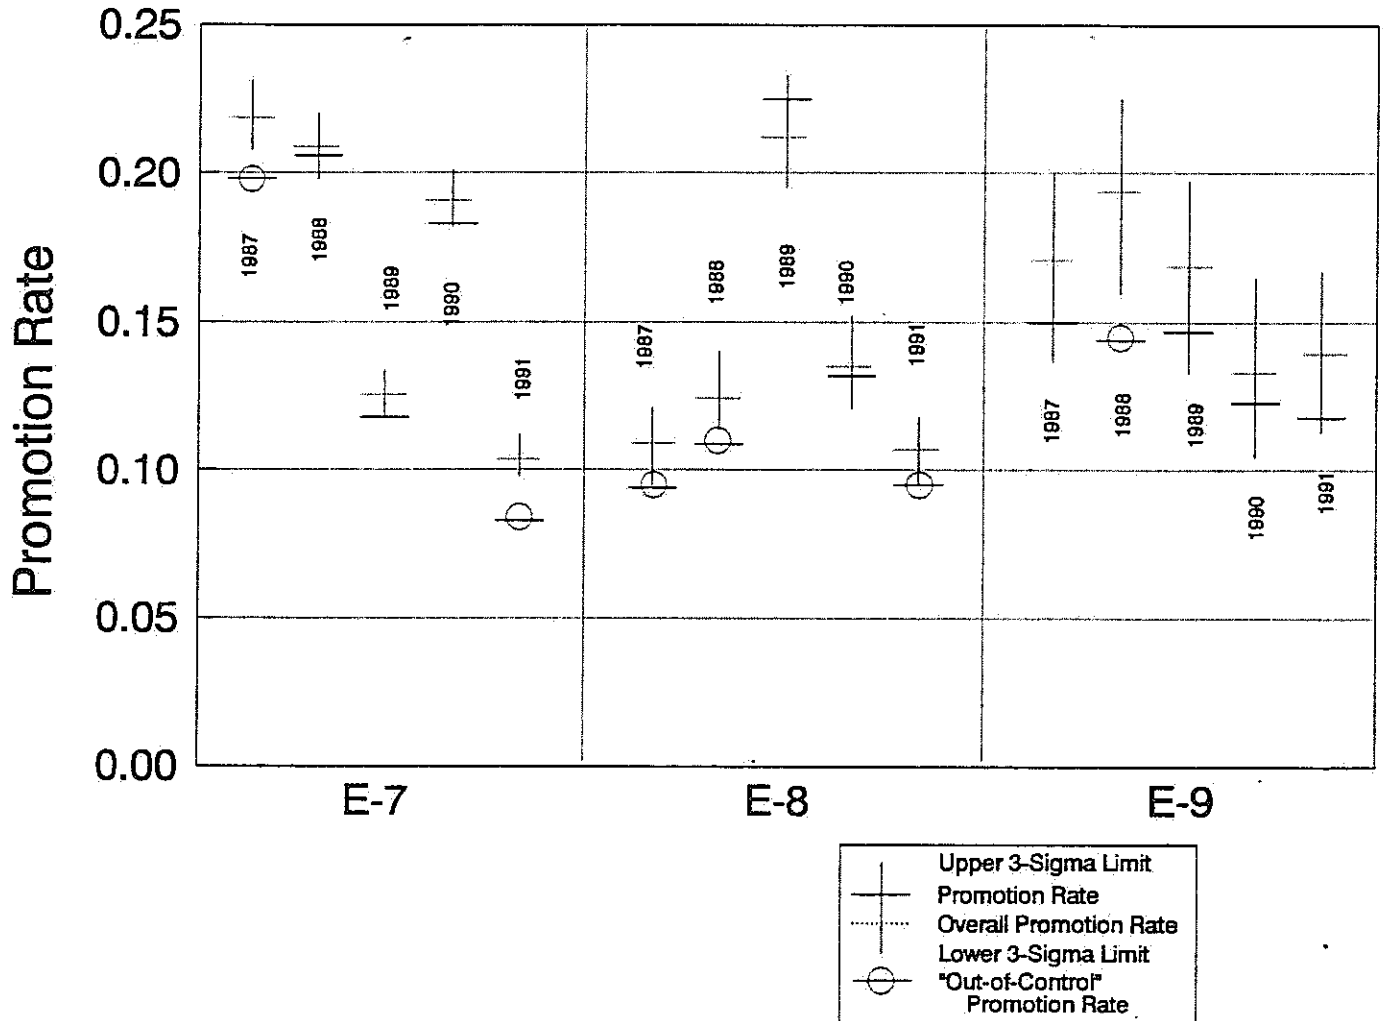 0.25
0.20
0.15
0.10
0.05
0.00
Promotion Rate
1987
1988
1989
1990
1991
1987
1988
1989
1990
1991
1987
1988
1989
1990
1991
E-7
E-8
E-9
Upper 3-Sigma Limit
Promotion Rate
Overall Promotion Rate
Lower 3-Sigma Limit
"Out-of-Control"
Promotion Rate